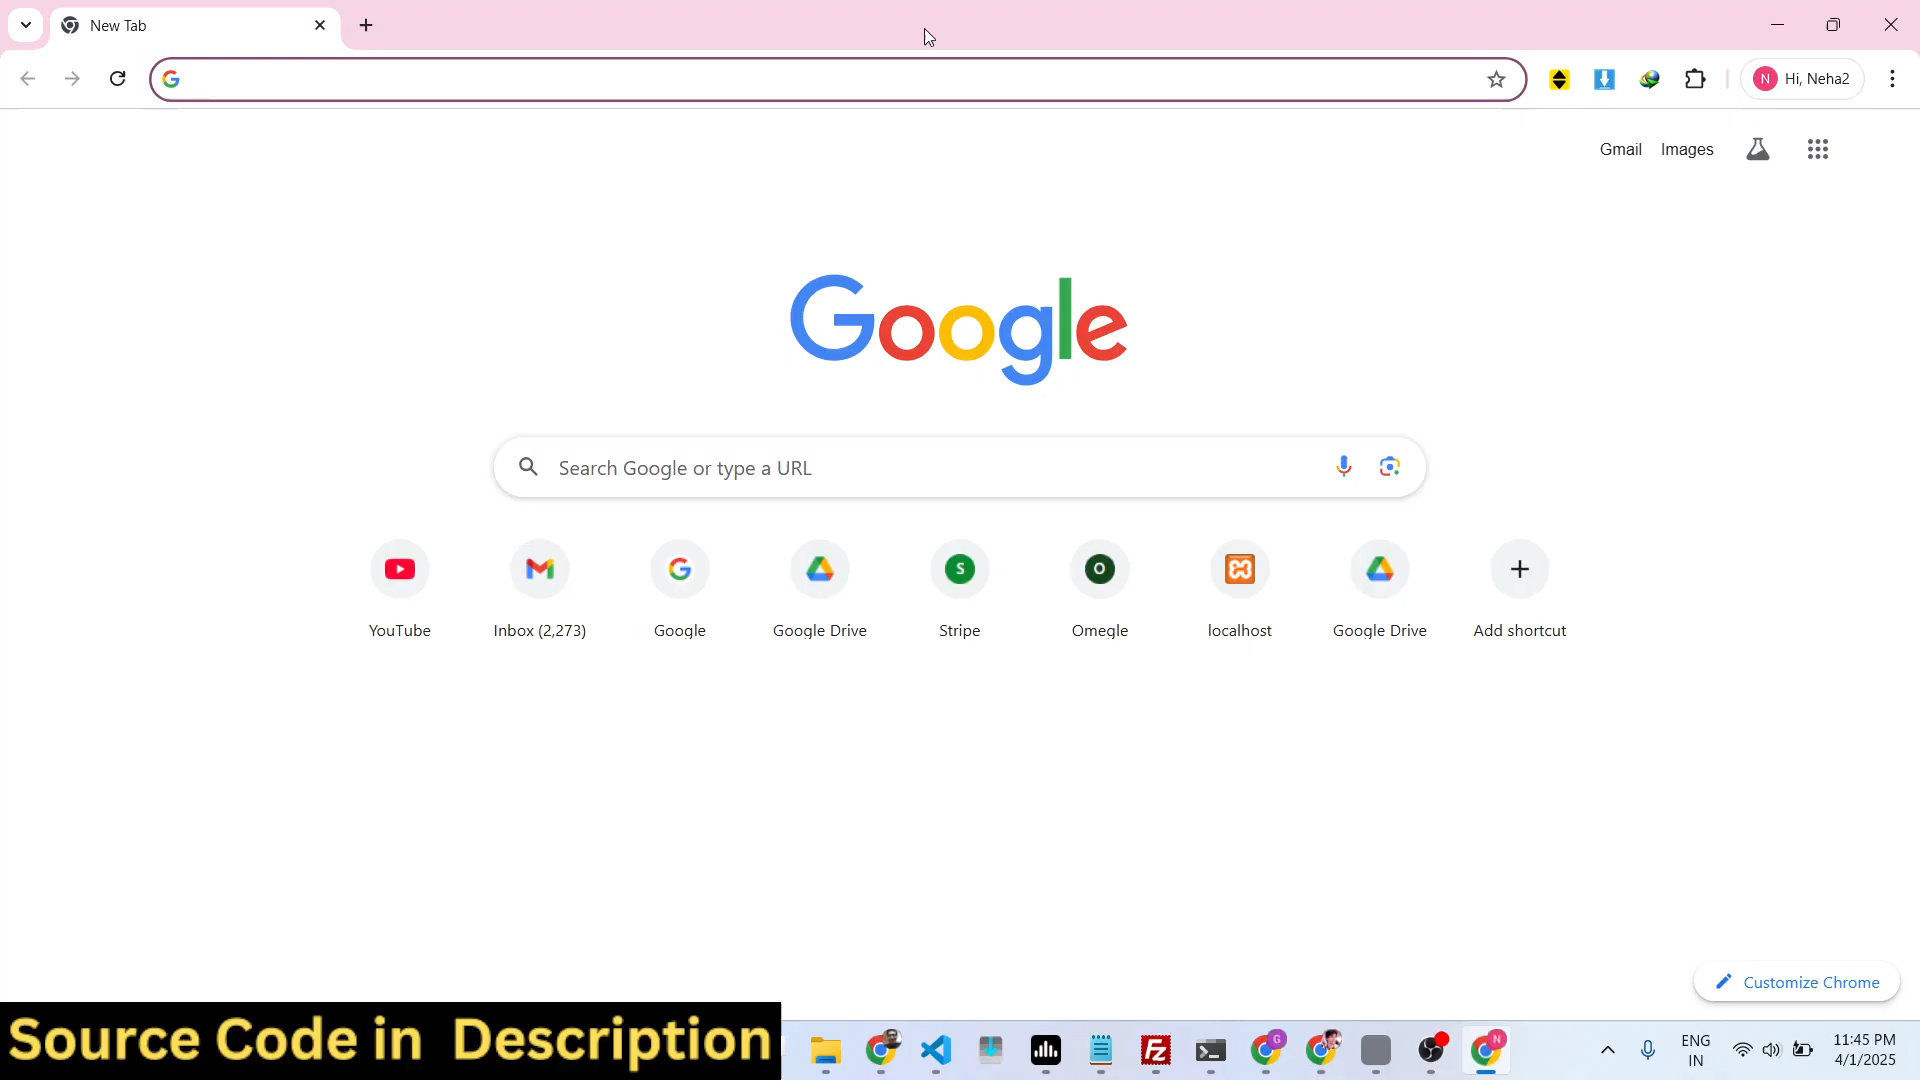 New Tab
N Hi, Neha2
Gmail Images
Google
Search Google or type a URL
S O
YouTube Inbox (2,273) Google Google Drive Stripe Omegle localhost Google Drive Add shortcut
Customize Chrome
Source Code in Description
G N
ENG
IN
11:45 PM
4/1/2025